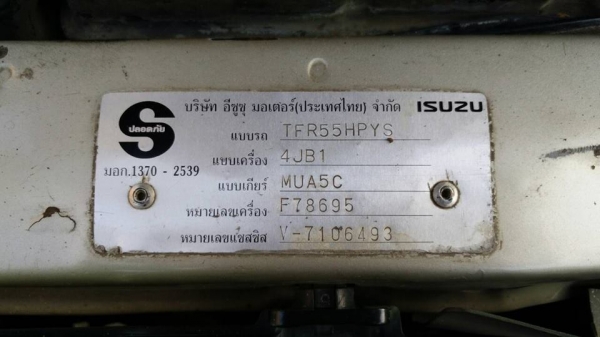 บริษัท อีซูซุ มอเตอร์(ประเทศไทย) จำกัด ISUZU
S ปลอดภัย
แบบรถ TFR55HPYS
แบบเครื่อง 4JB1
มอก.1370 - 2539
แบบเกียร์ MUA5C
หมายเลขเครื่อง F78695
หมายเลขแชสซีส V-7106493